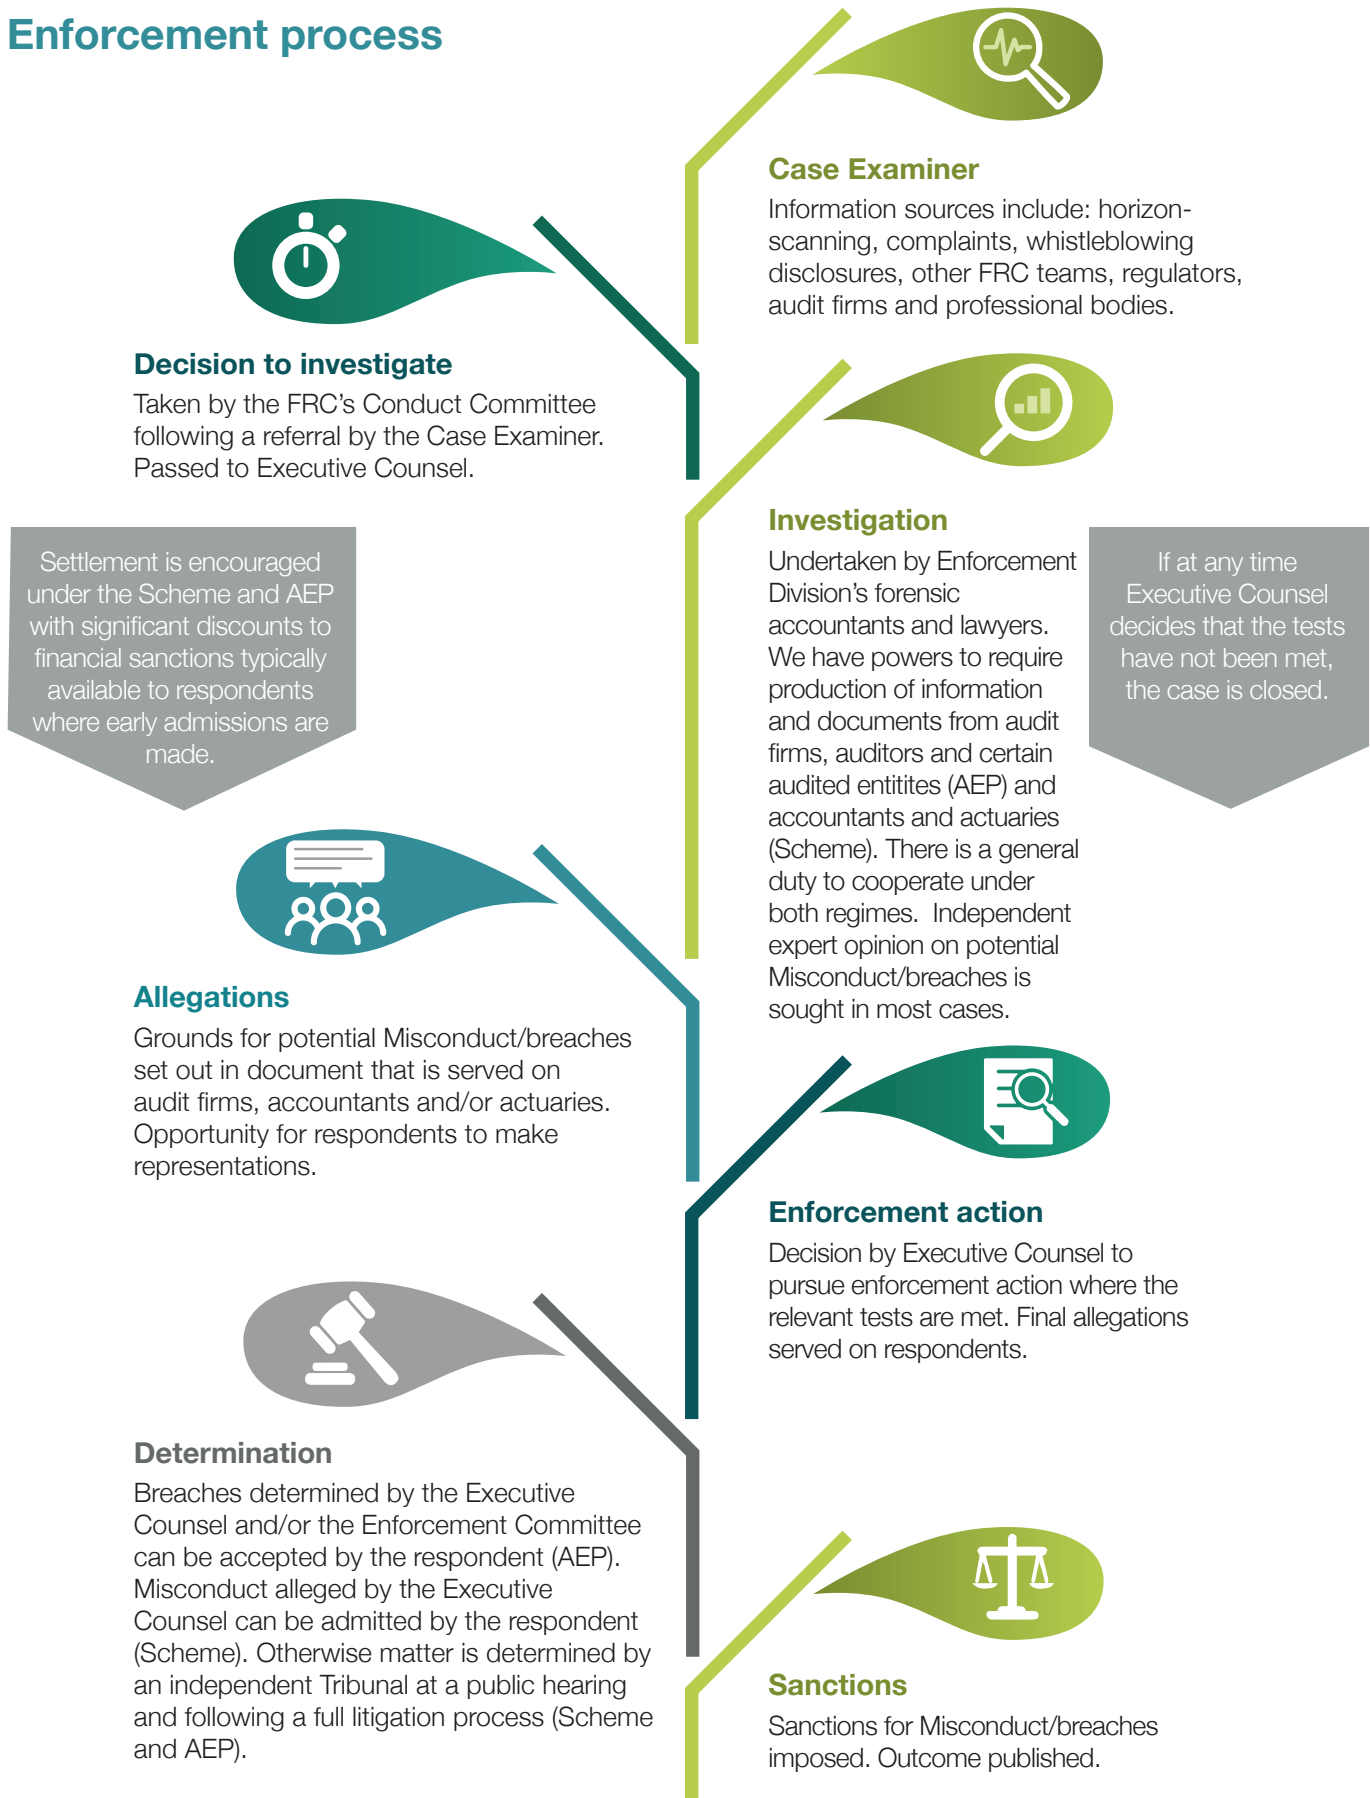 Enforcement process
Case Examiner
Information sources include: horizon-
scanning, complaints, whistleblowing
disclosures, other FRC teams, regulators,
audit firms and professional bodies.
Decision to investigate
Taken by the FRC’s Conduct Committee
following a referral by the Case Examiner.
Passed to Executive Counsel.
Settlement is encouraged
under the Scheme and AEP
with significant discounts to
financial sanctions typically
available to respondents
where early admissions are
made.
Investigation
Undertaken by Enforcement
Division’s forensic
accountants and lawyers.
We have powers to require
production of information
and documents from audit
firms, auditors and certain
audited entitites (AEP) and
accountants and actuaries
(Scheme). There is a general
duty to cooperate under
both regimes.  Independent
expert opinion on potential
Misconduct/breaches is
sought in most cases.
If at any time
Executive Counsel
decides that the tests
have not been met,
the case is closed.
Allegations
Grounds for potential Misconduct/breaches
set out in document that is served on
audit firms, accountants and/or actuaries.
Opportunity for respondents to make
representations.
Enforcement action
Decision by Executive Counsel to
pursue enforcement action where the
relevant tests are met. Final allegations
served on respondents.
Determination
Breaches determined by the Executive
Counsel and/or the Enforcement Committee
can be accepted by the respondent (AEP).
Misconduct alleged by the Executive
Counsel can be admitted by the respondent
(Scheme). Otherwise matter is determined by
an independent Tribunal at a public hearing
and following a full litigation process (Scheme
and AEP).
Sanctions
Sanctions for Misconduct/breaches
imposed. Outcome published.